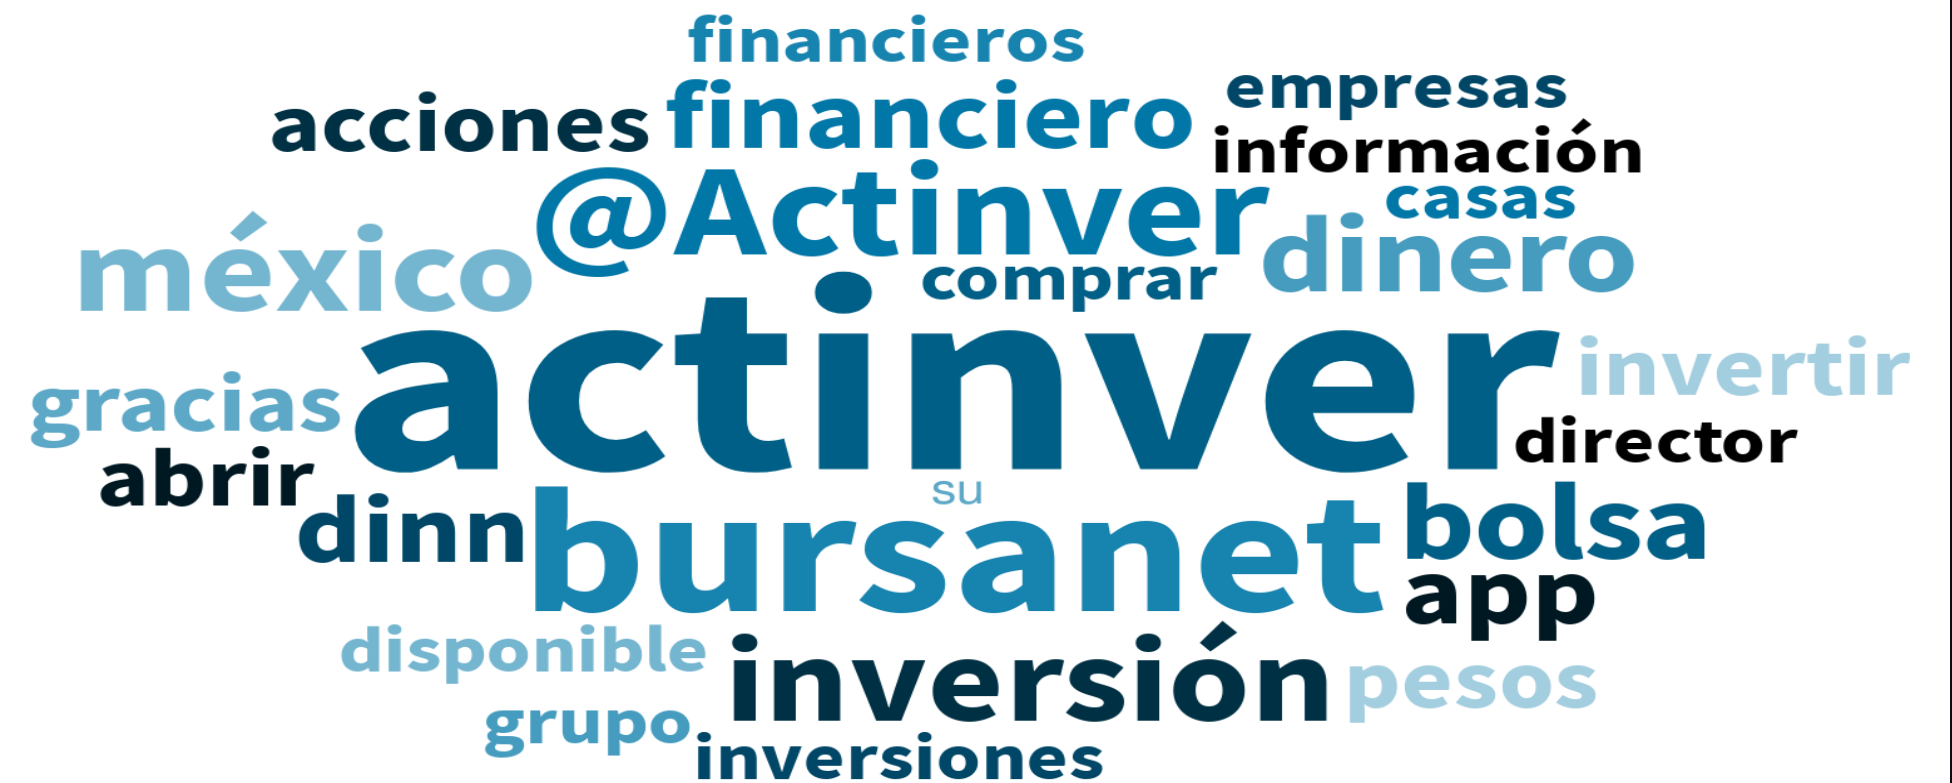 financieros
acciones financiero empresas
información
@Actinver casas
méxico comprar dinero
actinver invertir
gracias director
abrir su
dinn bursanet bolsa
app
disponible inversión pesos
grupo
inversiones